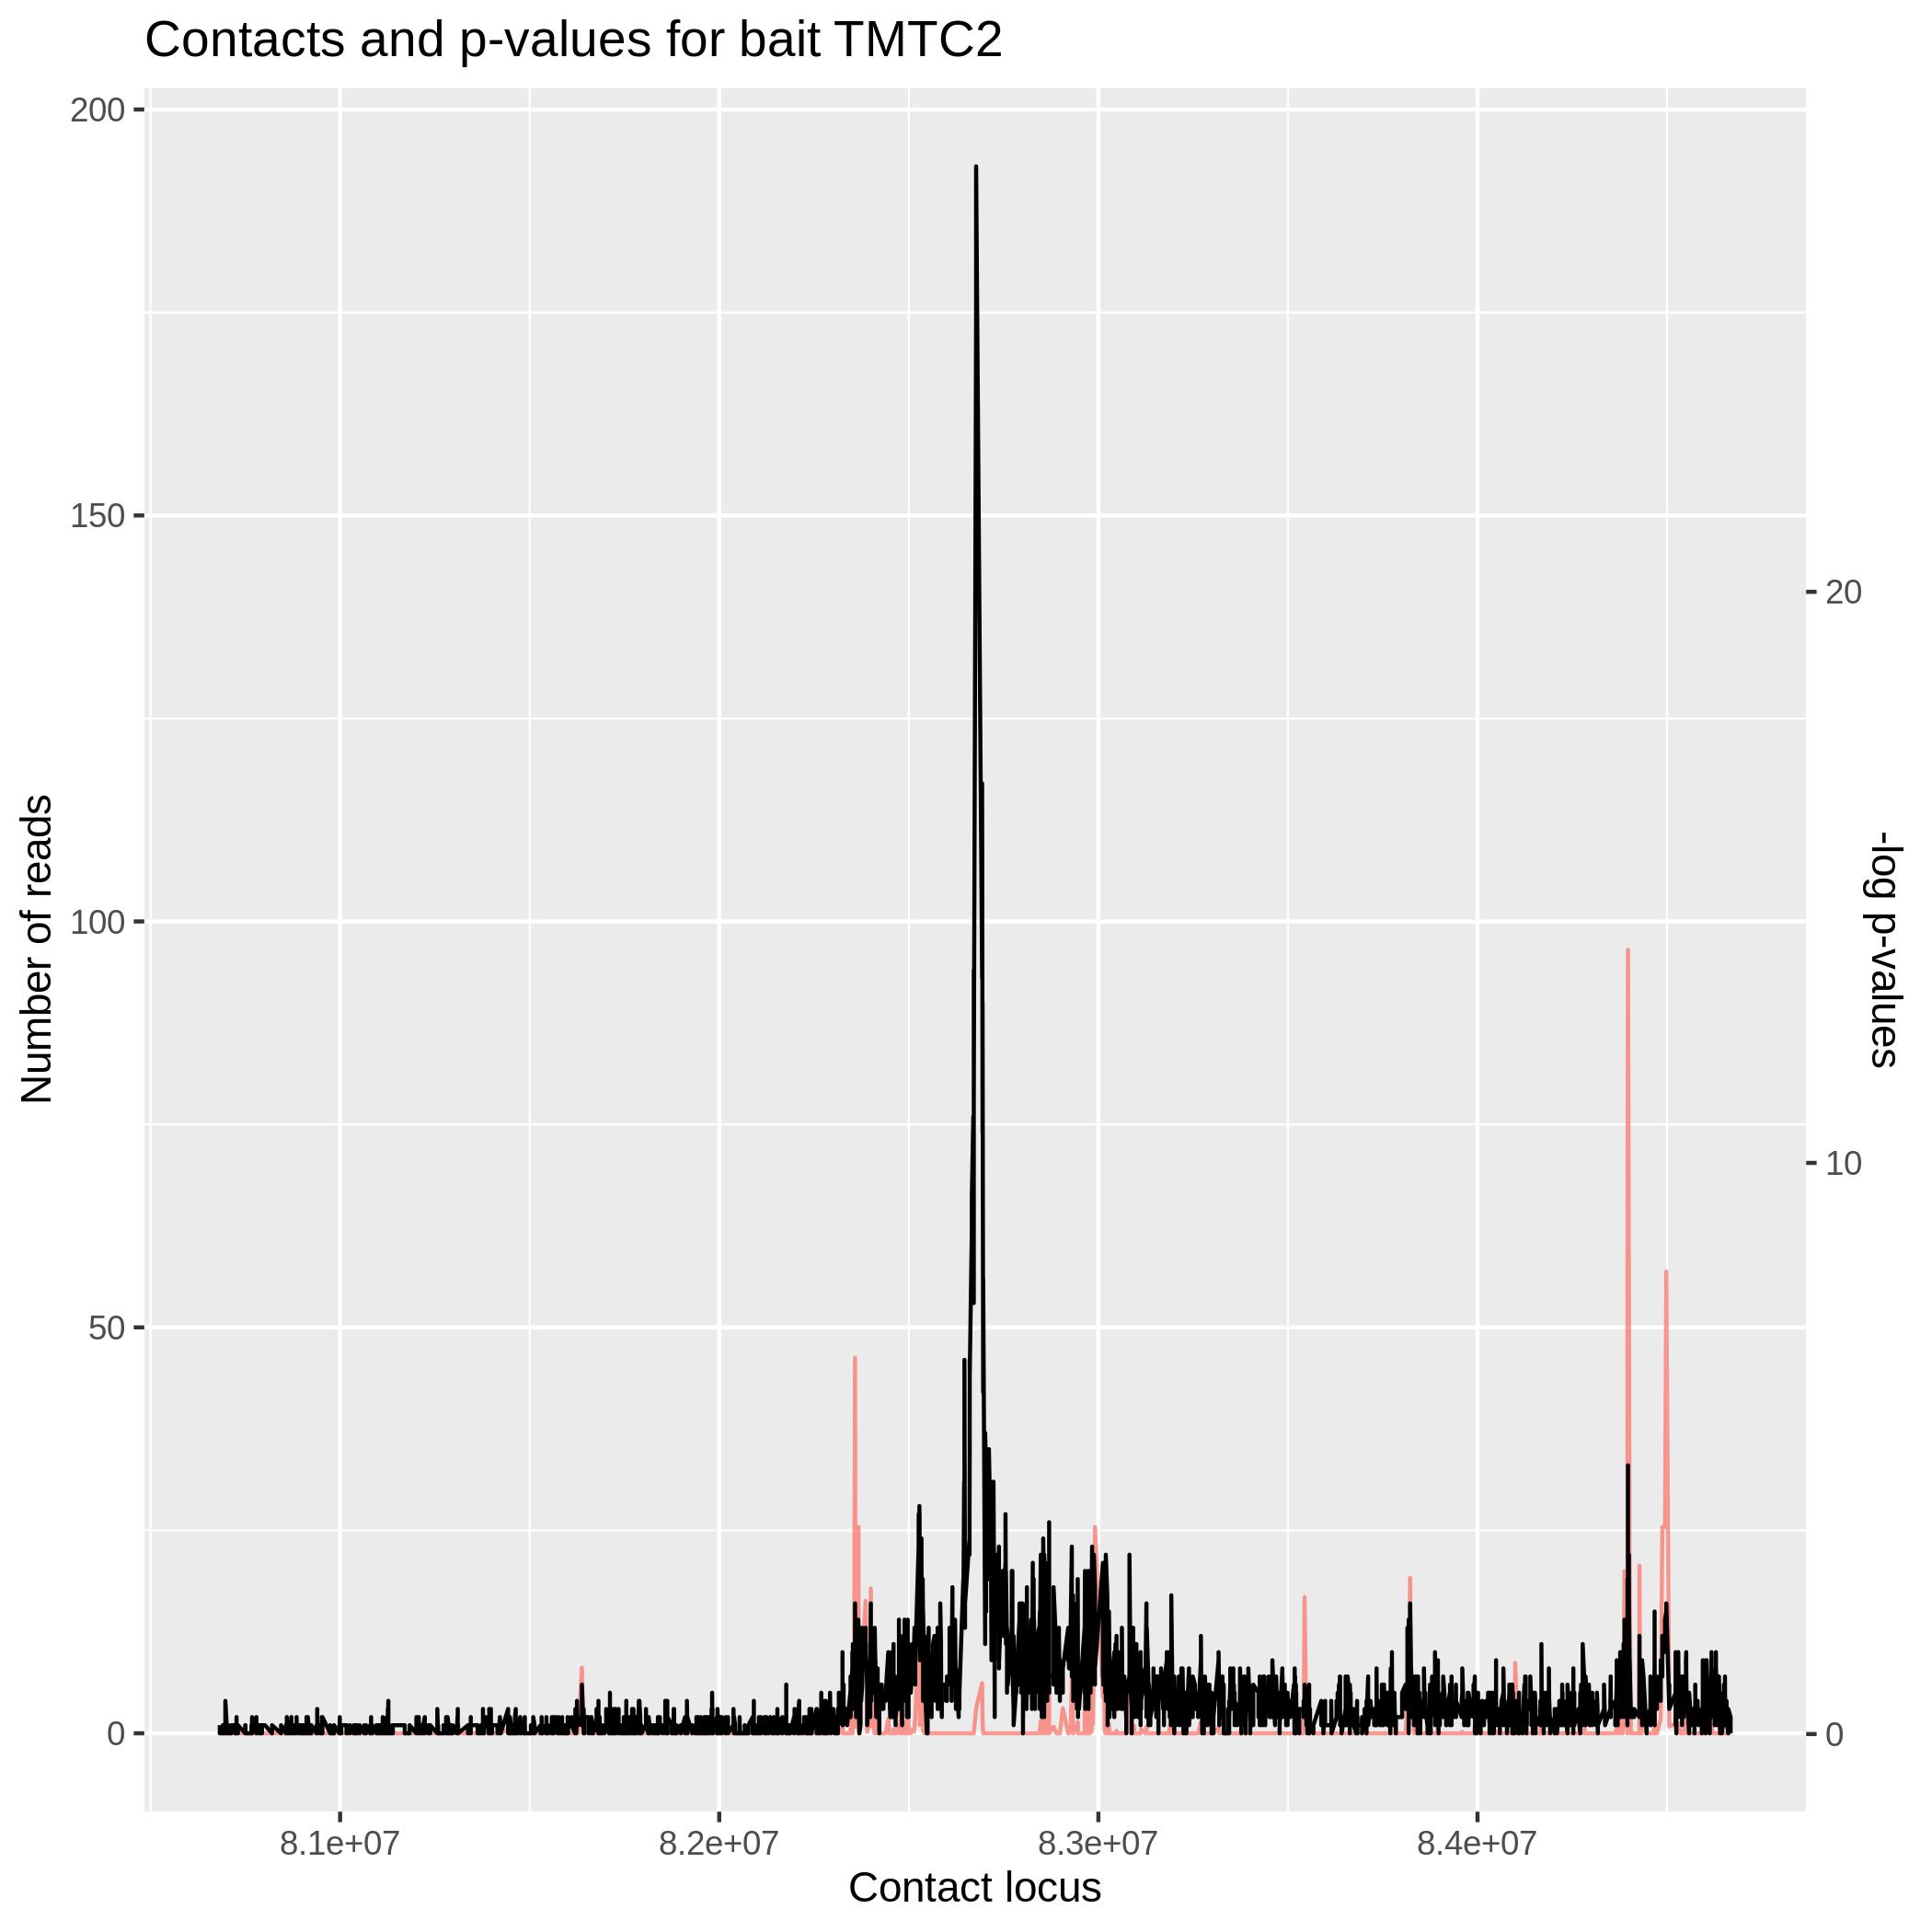 Contacts and p-values for bait TMTC2
200
150
100
50
0
Number of reads
20
10
0
-log p-values
8.1e+07
8.2e+07
8.3e+07
8.4e+07
Contact locus